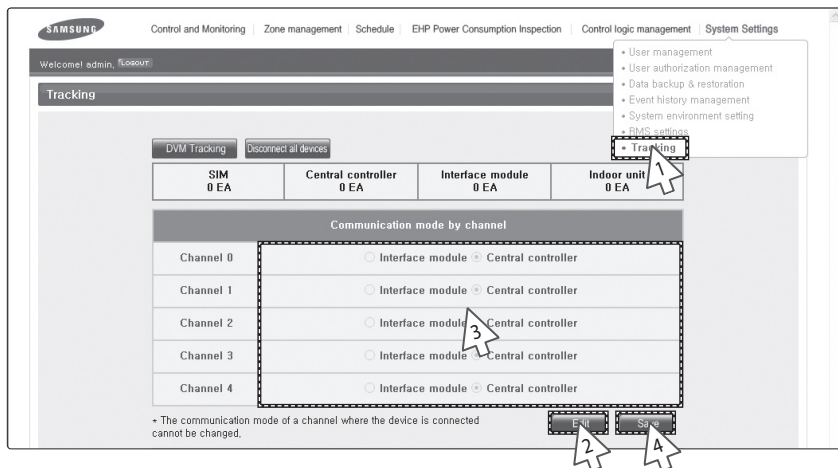 SAMSUNG Control and Monitoring Zone management Schedule EHP Power Consumption Inspection Control logic management System Settings
Welcome! admin, LOGOUT
• User management
• User authorization management
• Data backup & restoration
• Event history management
• System environment setting
• BMS settings
• Tracking
1
Tracking
DVM Tracking Disconnect all devices
SIM Central controller Interface module Indoor unit
0 EA 0 EA 0 EA 0 EA
Communication mode by channel
Channel 0 Interface module Central controller
Channel 1 Interface module Central controller
Channel 2 Interface module Central controller
3
Channel 3 Interface module Central controller
Channel 4 Interface module Central controller
* The communication mode of a channel where the device is connected
cannot be changed,
Edit Save
2 4